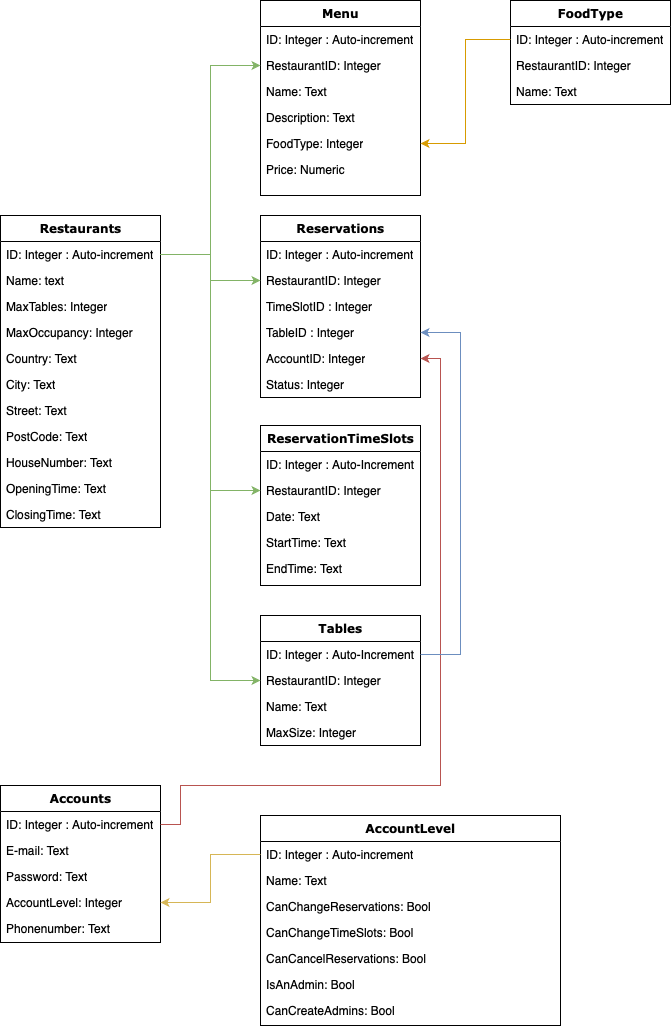 Menu
ID: Integer : Auto-increment
RestaurantID: Integer
Name: Text
Description: Text
FoodType: Integer
Price: Numeric
FoodType
ID: Integer : Auto-increment
RestaurantID: Integer
Name: Text
Restaurants
ID: Integer : Auto-increment
Name: text
MaxTables: Integer
MaxOccupancy: Integer
Country: Text
City: Text
Street: Text
PostCode: Text
HouseNumber: Text
OpeningTime: Text
ClosingTime: Text
Reservations
ID: Integer : Auto-increment
RestaurantID: Integer
TimeSlotID : Integer
TableID : Integer
AccountID: Integer
Status: Integer
ReservationTimeSlots
ID: Integer : Auto-Increment
RestaurantID: Integer
Date: Text
StartTime: Text
EndTime: Text
Tables
ID: Integer : Auto-Increment
RestaurantID: Integer
Name: Text
MaxSize: Integer
Accounts
ID: Integer : Auto-increment
E-mail: Text
Password: Text
AccountLevel: Integer
Phonenumber: Text
AccountLevel
ID: Integer : Auto-increment
Name: Text
CanChangeReservations: Bool
CanChangeTimeSlots: Bool
CanCancelReservations: Bool
IsAnAdmin: Bool
CanCreateAdmins: Bool